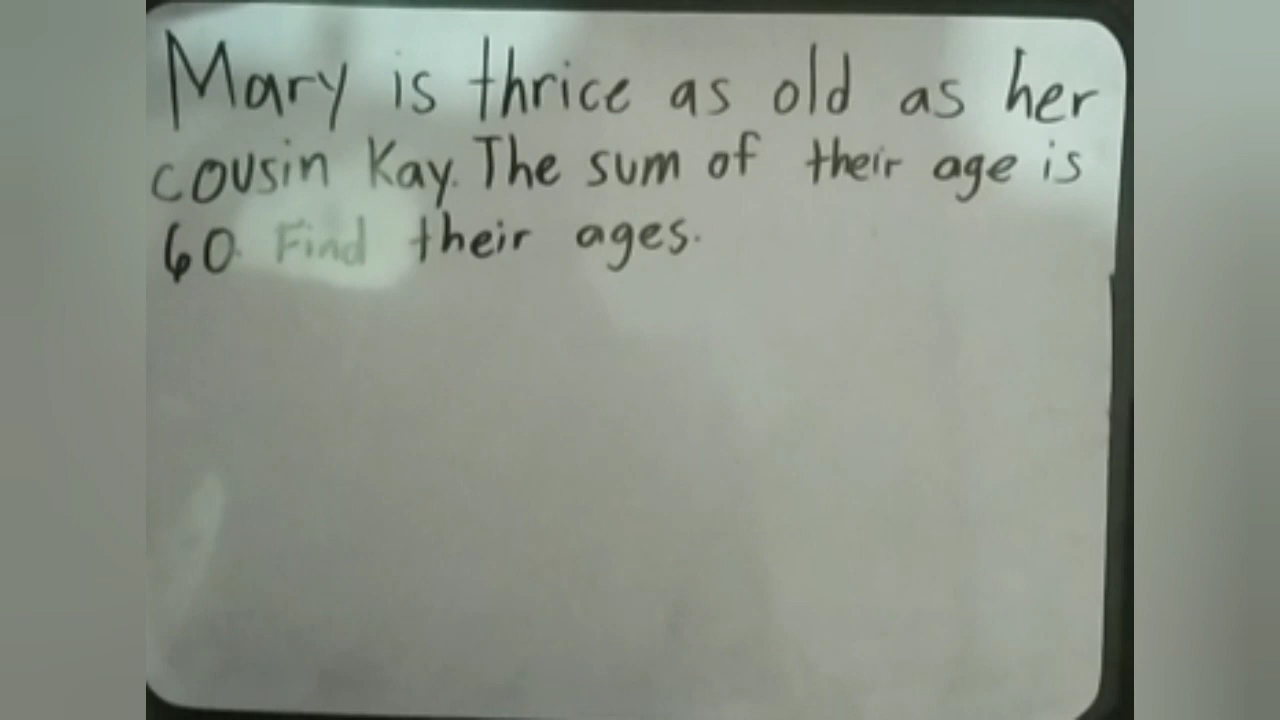 Mary is thrice as old as her
cousin Kay. The sum of their age is
60. Find their ages.